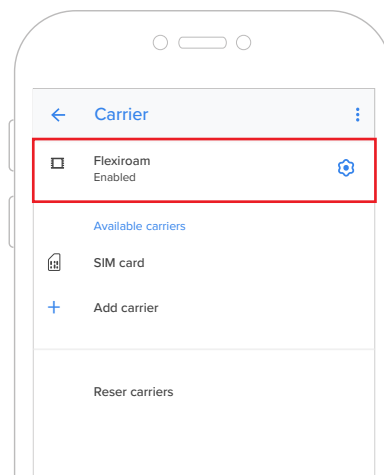 Carrier
Flexiroam
Enabled
Available carriers
SIM card
Add carrier
Reser carriers